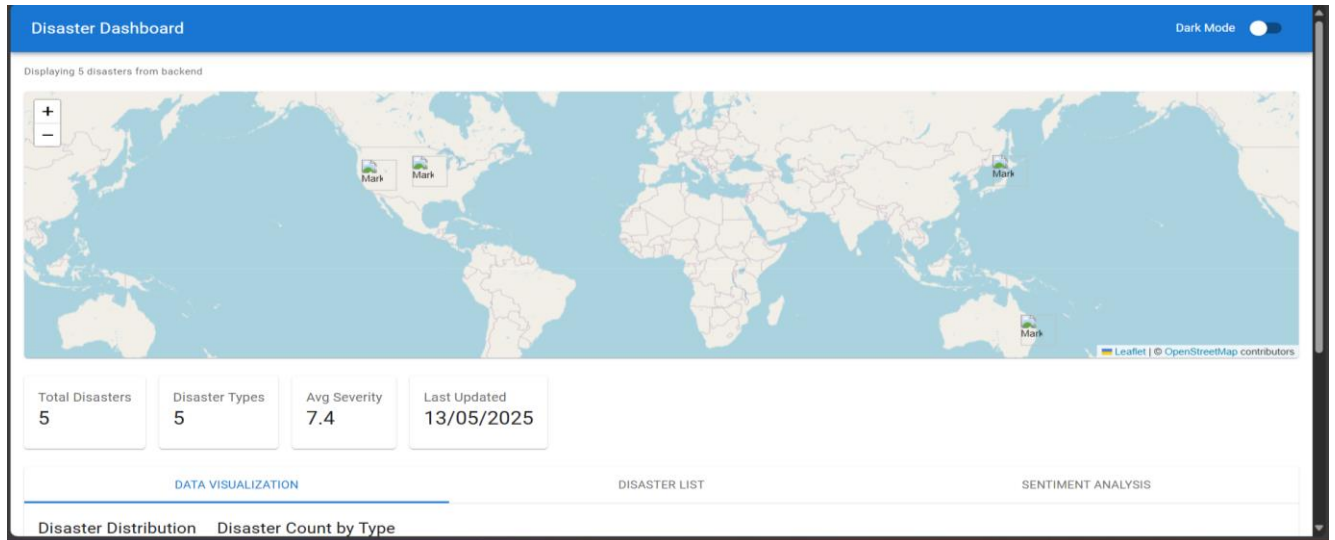 Disaster Dashboard
Dark Mode
Displaying 5 disasters from backend
+
−
Mark
Mark
Mark
Mark
Leaflet | © OpenStreetMap contributors
Total Disasters
5
Disaster Types
5
Avg Severity
7.4
Last Updated
13/05/2025
DATA VISUALIZATION
DISASTER LIST
SENTIMENT ANALYSIS
Disaster Distribution
Disaster Count by Type